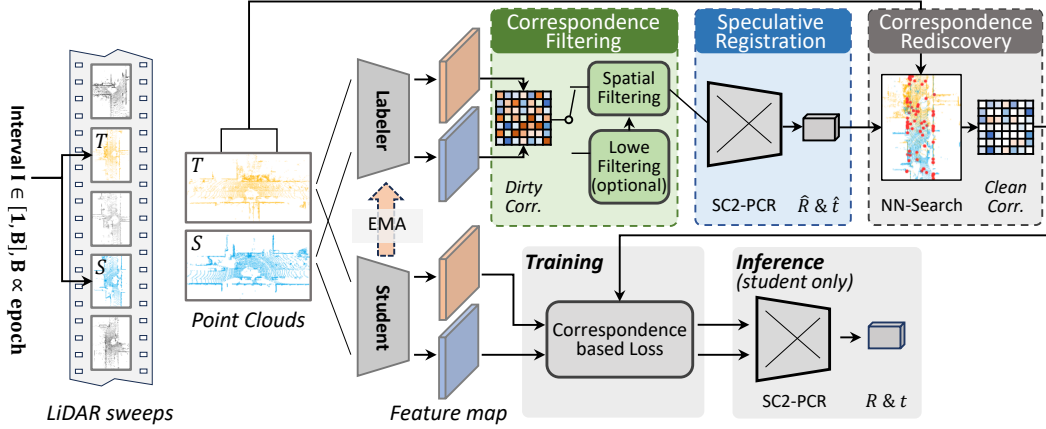 Interval I ∈ [1, B], B ∝ epoch
T
S
LiDAR sweeps
T
S
Point Clouds
Labeler
EMA
Student
Feature map
Correspondence
Filtering
Spatial
Filtering
Lowe
Filtering
(optional)
Dirty
Corr.
Speculative
Registration
SC2-PCR
R̂ & t̂
Correspondence
Rediscovery
NN-Search
Clean
Corr.
Training
Correspondence
based Loss
Inference
(student only)
SC2-PCR
R & t